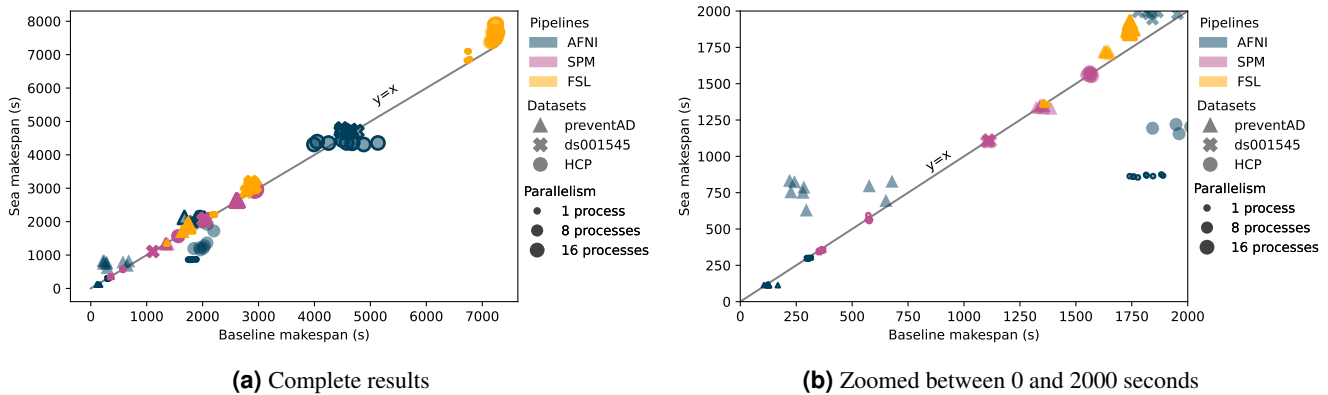 8000
7000
6000
5000
4000
3000
2000
1000
0
Sea makespan (s)
y=x
0 1000 2000 3000 4000 5000 6000 7000
Baseline makespan (s)
Pipelines
AFNI
SPM
FSL
Datasets
preventAD
ds001545
HCP
Parallelism
1 process
8 processes
16 processes
(a) Complete results
2000
1750
1500
1250
1000
750
500
250
0
Sea makespan (s)
y=x
0 250 500 750 1000 1250 1500 1750 2000
Baseline makespan (s)
Pipelines
AFNI
SPM
FSL
Datasets
preventAD
ds001545
HCP
Parallelism
1 process
8 processes
16 processes
(b) Zoomed between 0 and 2000 seconds